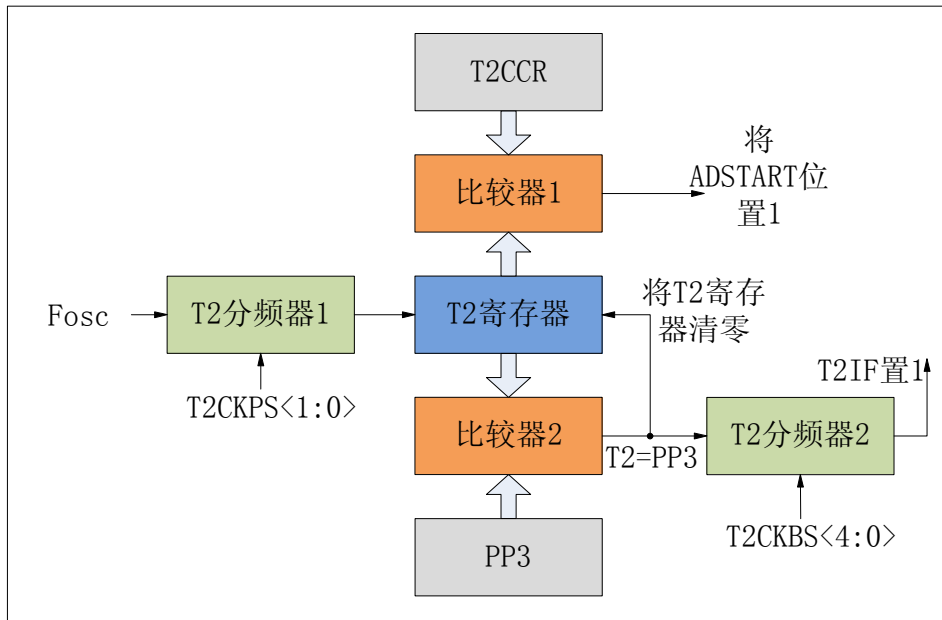 T2CCR
将
ADSTART位
置1
比较器1
Fosc
T2分频器1
T2寄存器
将T2寄存
器清零
T2IF置1
T2CKPS<1:0>
比较器2
T2=PP3
T2分频器2
T2CKBS<4:0>
PP3